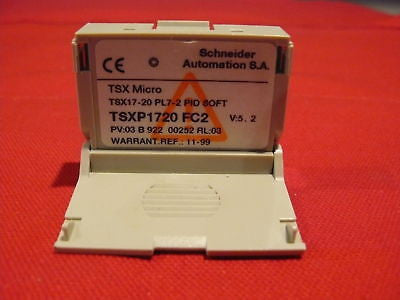 CE
Schneider
Automation S.A.
TSX Micro
TSX17-20 PL7-2 PID SOFT
TSXP1720 FC2 V:5.2
PV:03 B 922 00252 RL:03
WARRANT.REF.: 11-99